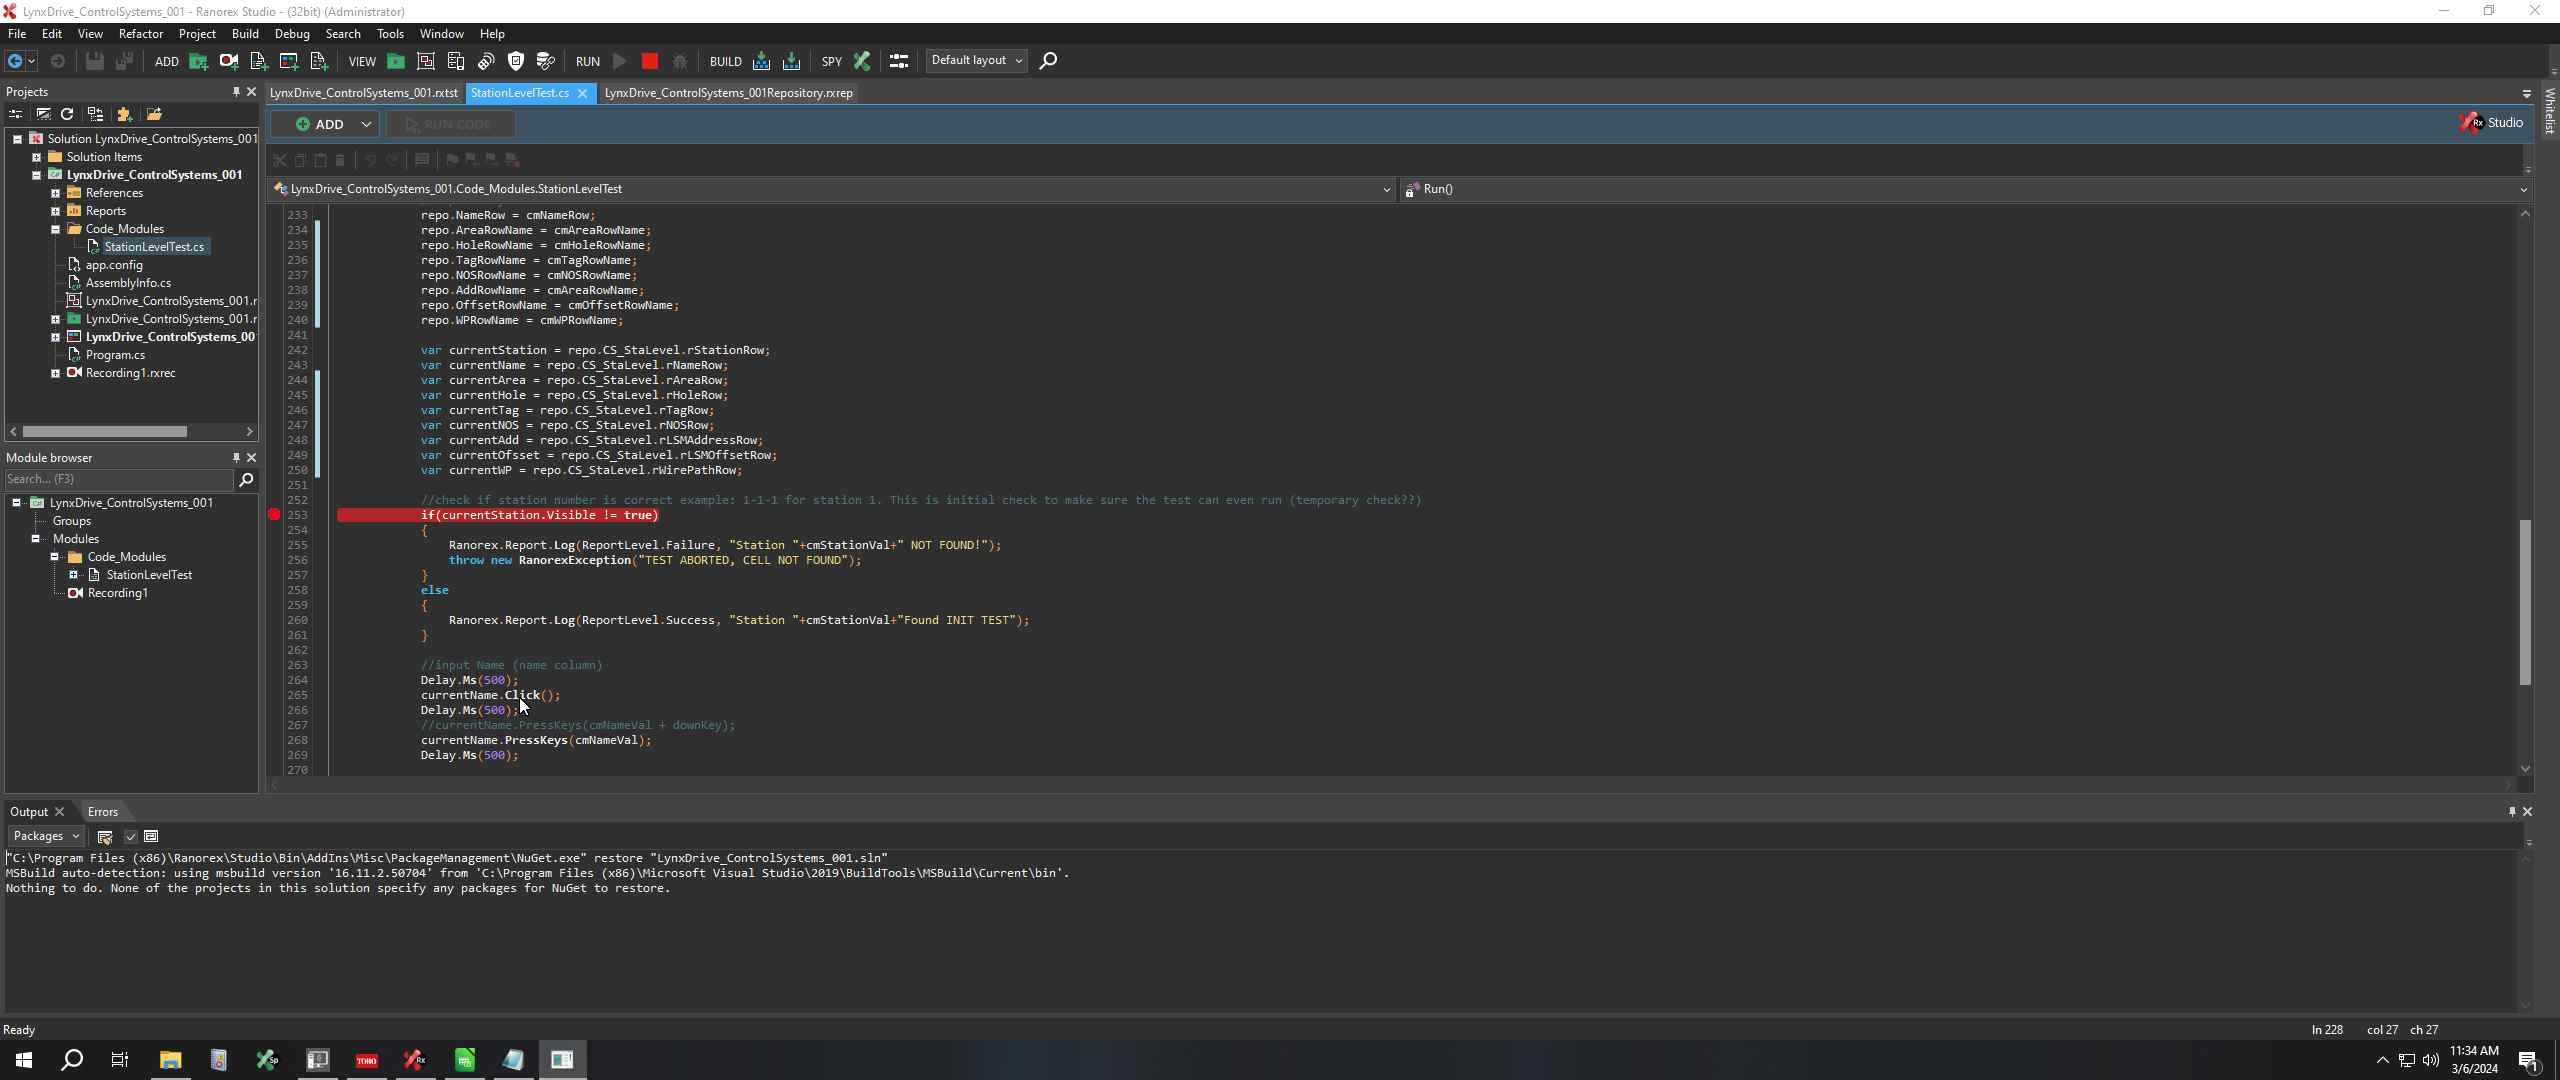 LynxDrive_ControlSystems_001 - Ranorex Studio - (32bit) (Administrator)
File Edit View Refactor Project Build Debug Search Tools Window Help
ADD VIEW RUN BUILD SPY Default layout
Projects
LynxDrive_ControlSystems_001.rxtst StationLevelTest.cs LynxDrive_ControlSystems_001Repository.rxrep
Whitelist
ADD RUN CODE
Rx Studio
Solution LynxDrive_ControlSystems_001
Solution Items
LynxDrive_ControlSystems_001
References
Reports
Code_Modules
StationLevelTest.cs
app.config
AssemblyInfo.cs
LynxDrive_ControlSystems_001.r
LynxDrive_ControlSystems_001.r
LynxDrive_ControlSystems_00
Program.cs
Recording1.rxrec
Module browser
Search... (F3)
LynxDrive_ControlSystems_001
Groups
Modules
Code_Modules
StationLevelTest
Recording1
LynxDrive_ControlSystems_001.Code_Modules.StationLevelTest Run()
233 repo.NameRow = cmNameRow;
234 repo.AreaRowName = cmAreaRowName;
235 repo.HoleRowName = cmHoleRowName;
236 repo.TagRowName = cmTagRowName;
237 repo.NOSRowName = cmNOSRowName;
238 repo.AddRowName = cmAreaRowName;
239 repo.OffsetRowName = cmOffsetRowName;
240 repo.WPRowName = cmWPRowName;
241
242 var currentStation = repo.CS_StaLevel.rStationRow;
243 var currentName = repo.CS_StaLevel.rNameRow;
244 var currentArea = repo.CS_StaLevel.rAreaRow;
245 var currentHole = repo.CS_StaLevel.rHoleRow;
246 var currentTag = repo.CS_StaLevel.rTagRow;
247 var currentNOS = repo.CS_StaLevel.rNOSRow;
248 var currentAdd = repo.CS_StaLevel.rLSMAddressRow;
249 var currentOfsset = repo.CS_StaLevel.rLSMOffsetRow;
250 var currentWP = repo.CS_StaLevel.rWirePathRow;
251
252 //check if station number is correct example: 1-1-1 for station 1. This is initial check to make sure the test can even run (temporary check??)
253 if(currentStation.Visible != true)
254 {
255 Ranorex.Report.Log(ReportLevel.Failure, "Station "+cmStationVal+" NOT FOUND!");
256 throw new RanorexException("TEST ABORTED, CELL NOT FOUND");
257 }
258 else
259 {
260 Ranorex.Report.Log(ReportLevel.Success, "Station "+cmStationVal+"Found INIT TEST");
261 }
262
263 //input Name (name column)
264 Delay.Ms(500);
265 currentName.Click();
266 Delay.Ms(500);
267 //currentName.PressKeys(cmNameVal + downKey);
268 currentName.PressKeys(cmNameVal);
269 Delay.Ms(500);
270
Output Errors
Packages
"C:\Program Files (x86)\Ranorex\Studio\Bin\AddIns\Misc\PackageManagement\NuGet.exe" restore "LynxDrive_ControlSystems_001.sln"
MSBuild auto-detection: using msbuild version '16.11.2.50704' from 'C:\Program Files (x86)\Microsoft Visual Studio\2019\BuildTools\MSBuild\Current\bin'.
Nothing to do. None of the projects in this solution specify any packages for NuGet to restore.
Ready
ln 228 col 27 ch 27
Sp TORO Rx
11:34 AM
3/6/2024
1